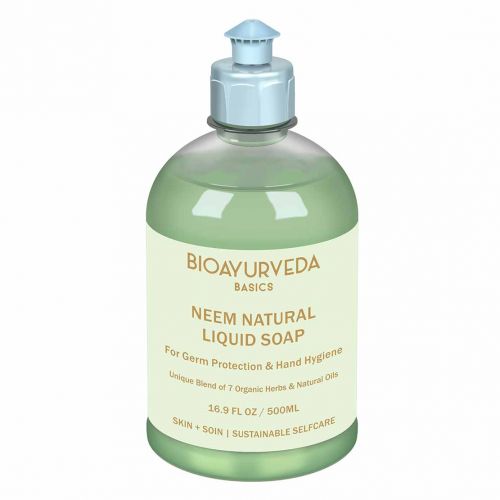 BIOAYURVEDA
BASICS
NEEM NATURAL
LIQUID SOAP
For Germ Protection & Hand Hygiene
Unique Blend of 7 Organic Herbs & Natural Oils
16.9 FL OZ / 500ML
SKIN + SOIN | SUSTAINABLE SELFCARE